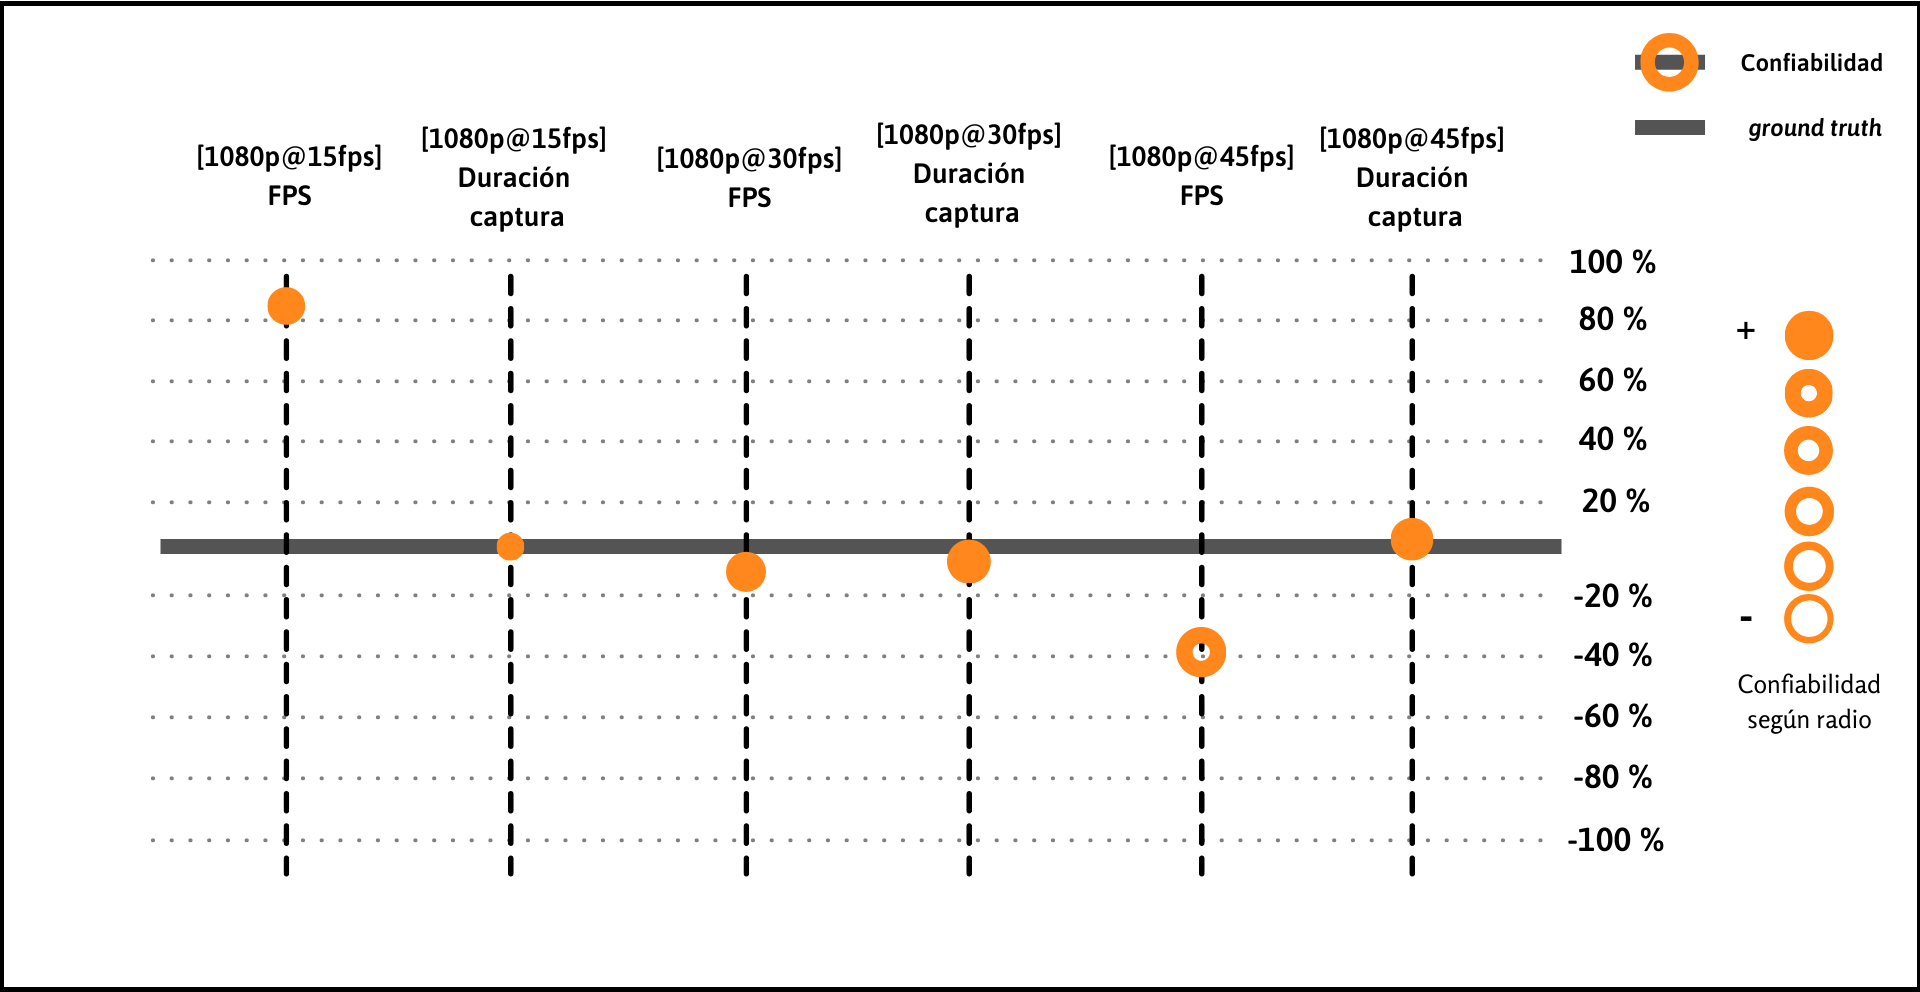 Confiabilidad
ground truth
[1080p@15fps]
FPS
[1080p@15fps]
Duración
captura
[1080p@30fps]
FPS
[1080p@30fps]
Duración
captura
[1080p@45fps]
FPS
[1080p@45fps]
Duración
captura
100 %
80 %
60 %
40 %
20 %
-20 %
-40 %
-60 %
-80 %
-100 %
+
-
Confiabilidad
según radio